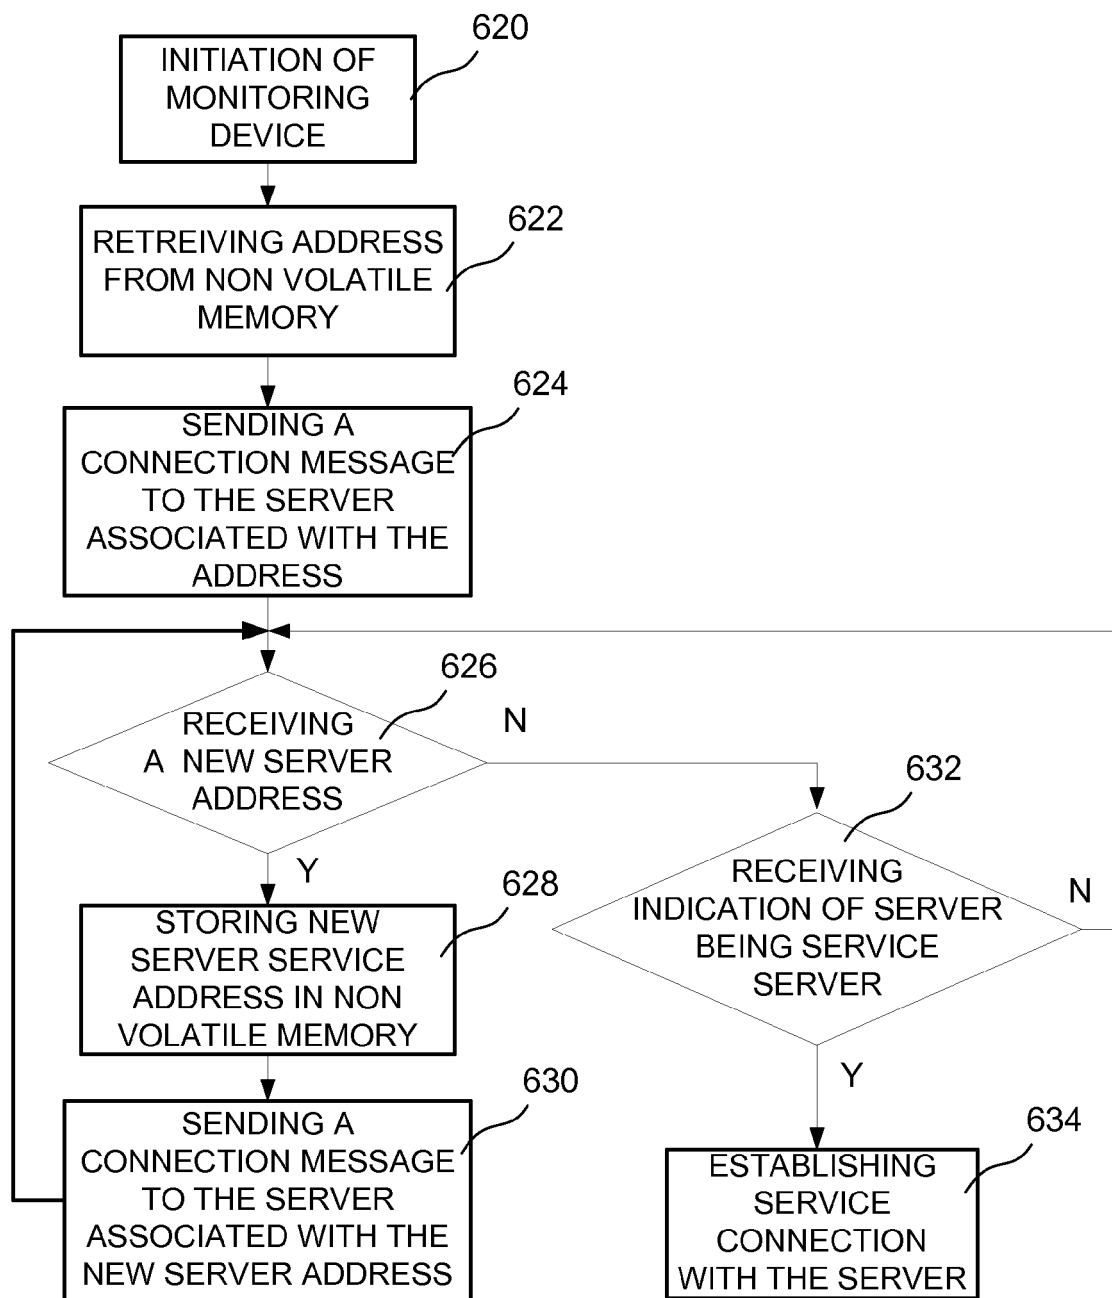 620
INITIATION OF
MONITORING
DEVICE
622
RETREIVING ADDRESS
FROM NON VOLATILE
MEMORY
624
SENDING A
CONNECTION MESSAGE
TO THE SERVER
ASSOCIATED WITH THE
ADDRESS
626
RECEIVING
A NEW SERVER
ADDRESS
N
Y
632
RECEIVING
INDICATION OF SERVER
BEING SERVICE
SERVER
N
Y
628
STORING NEW
SERVER SERVICE
ADDRESS IN NON
VOLATILE MEMORY
630
SENDING A
CONNECTION MESSAGE
TO THE SERVER
ASSOCIATED WITH THE
NEW SERVER ADDRESS
634
ESTABLISHING
SERVICE
CONNECTION
WITH THE SERVER